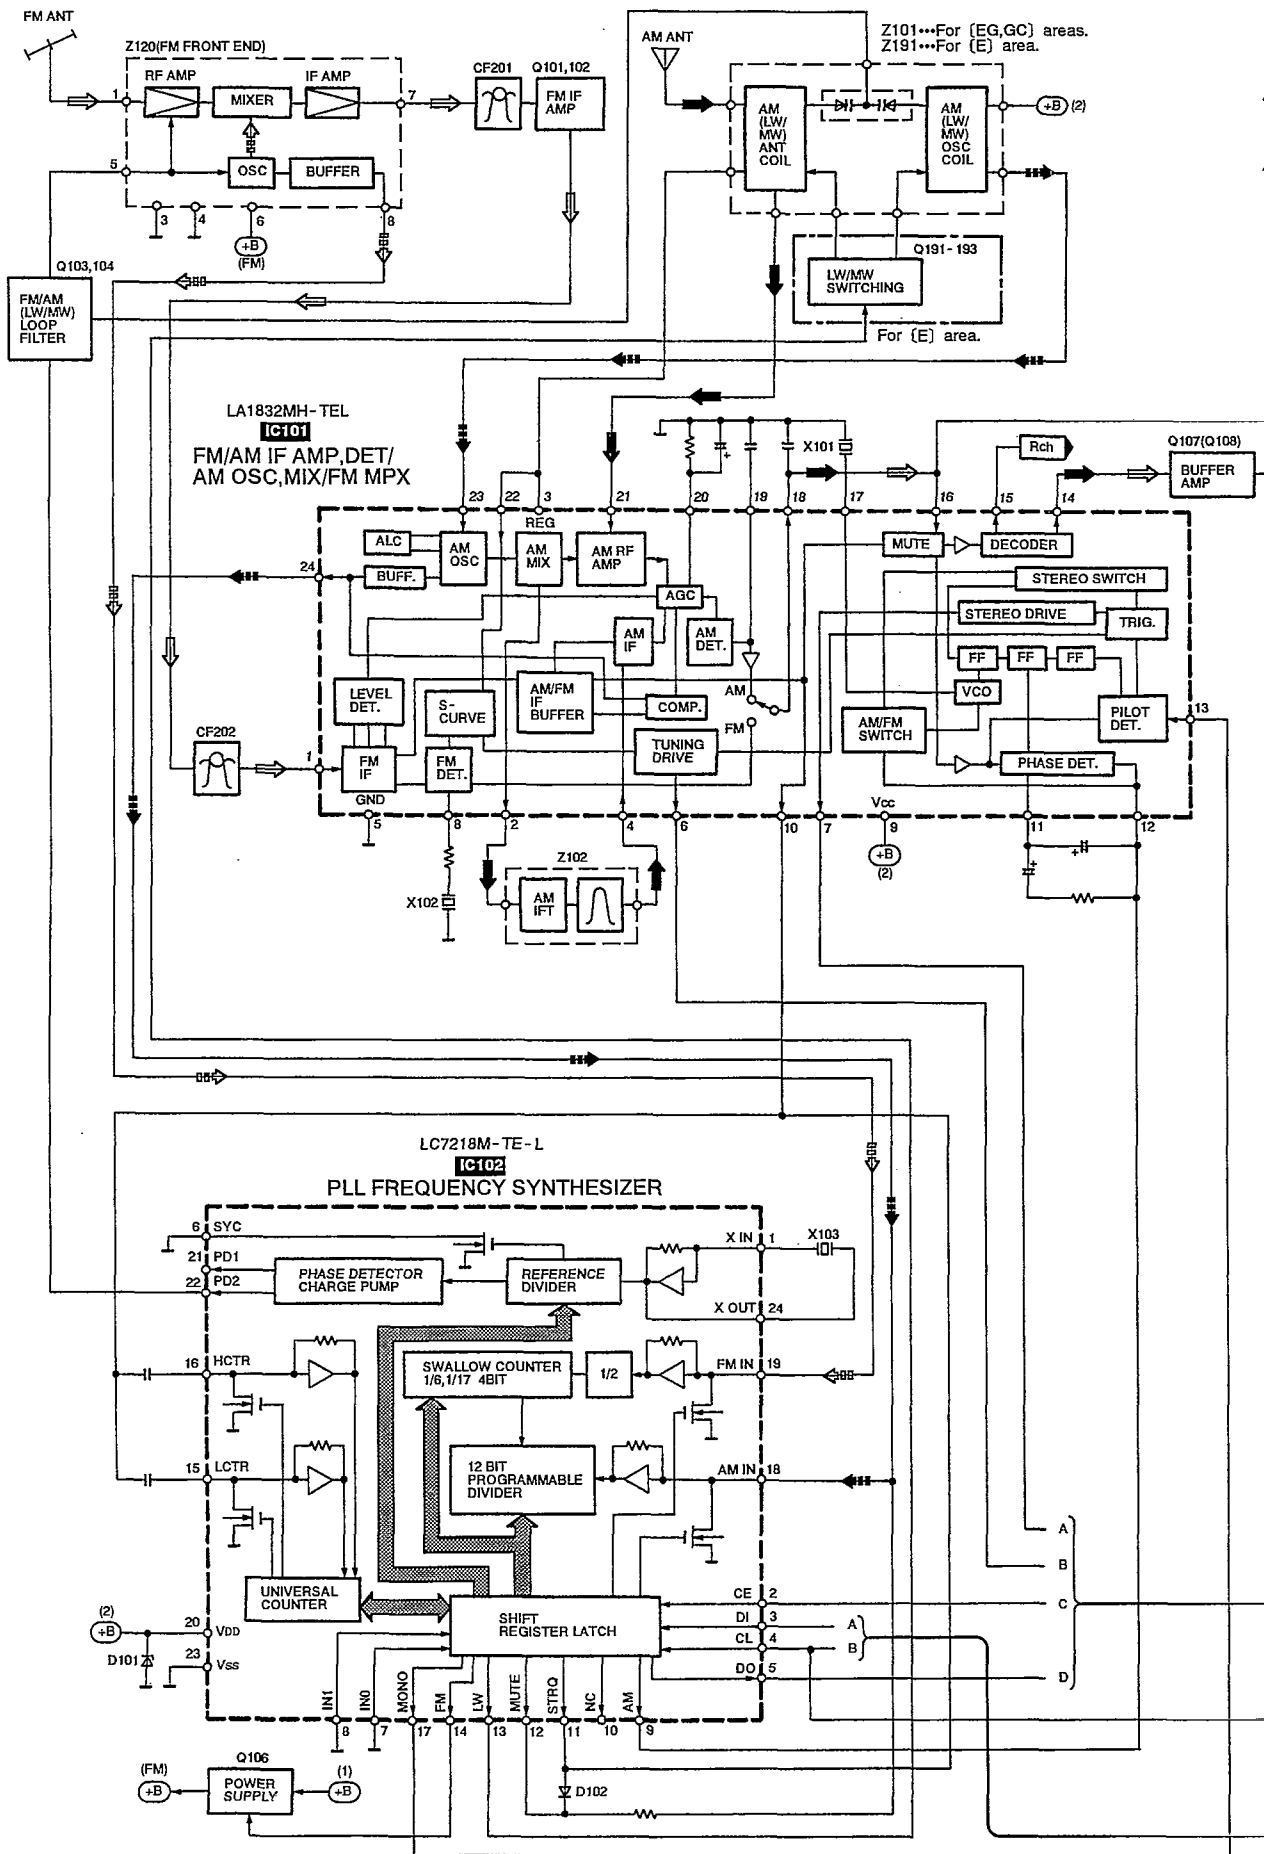 FM ANT
Z120(FM FRONT END)
RF AMP
MIXER
IF AMP
1
7
5
OSC
BUFFER
3
4
6
8
+B
(FM)
CF201
Q101,102
FM IF
AMP
AM ANT
Z101•••For [EG,GC] areas.
Z191•••For [E] area.
AM
(LW/
MW)
ANT
COIL
AM
(LW/
MW)
OSC
COIL
+B (2)
Q191-193
LW/MW
SWITCHING
For [E] area.
Q103,104
FM/AM
(LW/MW)
LOOP
FILTER
LA1832MH-TEL
IC101
FM/AM IF AMP,DET/
AM OSC,MIX/FM MPX
X101
Rch
Q107(Q108)
BUFFER
AMP
23
22
3
21
20
19
18
17
16
15
14
REG
ALC
AM
OSC
AM
MIX
AM RF
AMP
MUTE
DECODER
24
BUFF.
AGC
STEREO SWITCH
STEREO DRIVE
TRIG.
AM
IF
AM
DET.
FF
FF
FF
LEVEL
DET.
S-
CURVE
AM/FM
IF
BUFFER
COMP.
AM
FM
VCO
AM/FM
SWITCH
PILOT
DET.
13
CF202
1
FM
IF
FM
DET.
TUNING
DRIVE
PHASE DET.
GND
Vcc
5
8
2
4
6
10
7
9
11
12
+B
(2)
X102
Z102
AM
IFT
LC7218M-TE-L
IC102
PLL FREQUENCY SYNTHESIZER
6 SYC
21 PD1
22 PD2
PHASE DETECTOR
CHARGE PUMP
REFERENCE
DIVIDER
X IN 1
X103
X OUT 24
16 HCTR
SWALLOW COUNTER
1/6,1/17 4BIT
1/2
FM IN 19
15 LCTR
12 BIT
PROGRAMMABLE
DIVIDER
AM IN 18
A
B
C
D
UNIVERSAL
COUNTER
SHIFT
REGISTER LATCH
CE 2
DI 3
CL 4
DO 5
A
B
(2)
+B
20 VDD
D101
23 VSS
IN1
IN0
MONO
FM
LW
MUTE
STRQ
NC
AM
8
7
17
14
13
12
11
10
9
(FM)
+B
Q106
POWER
SUPPLY
(1)
+B
D102